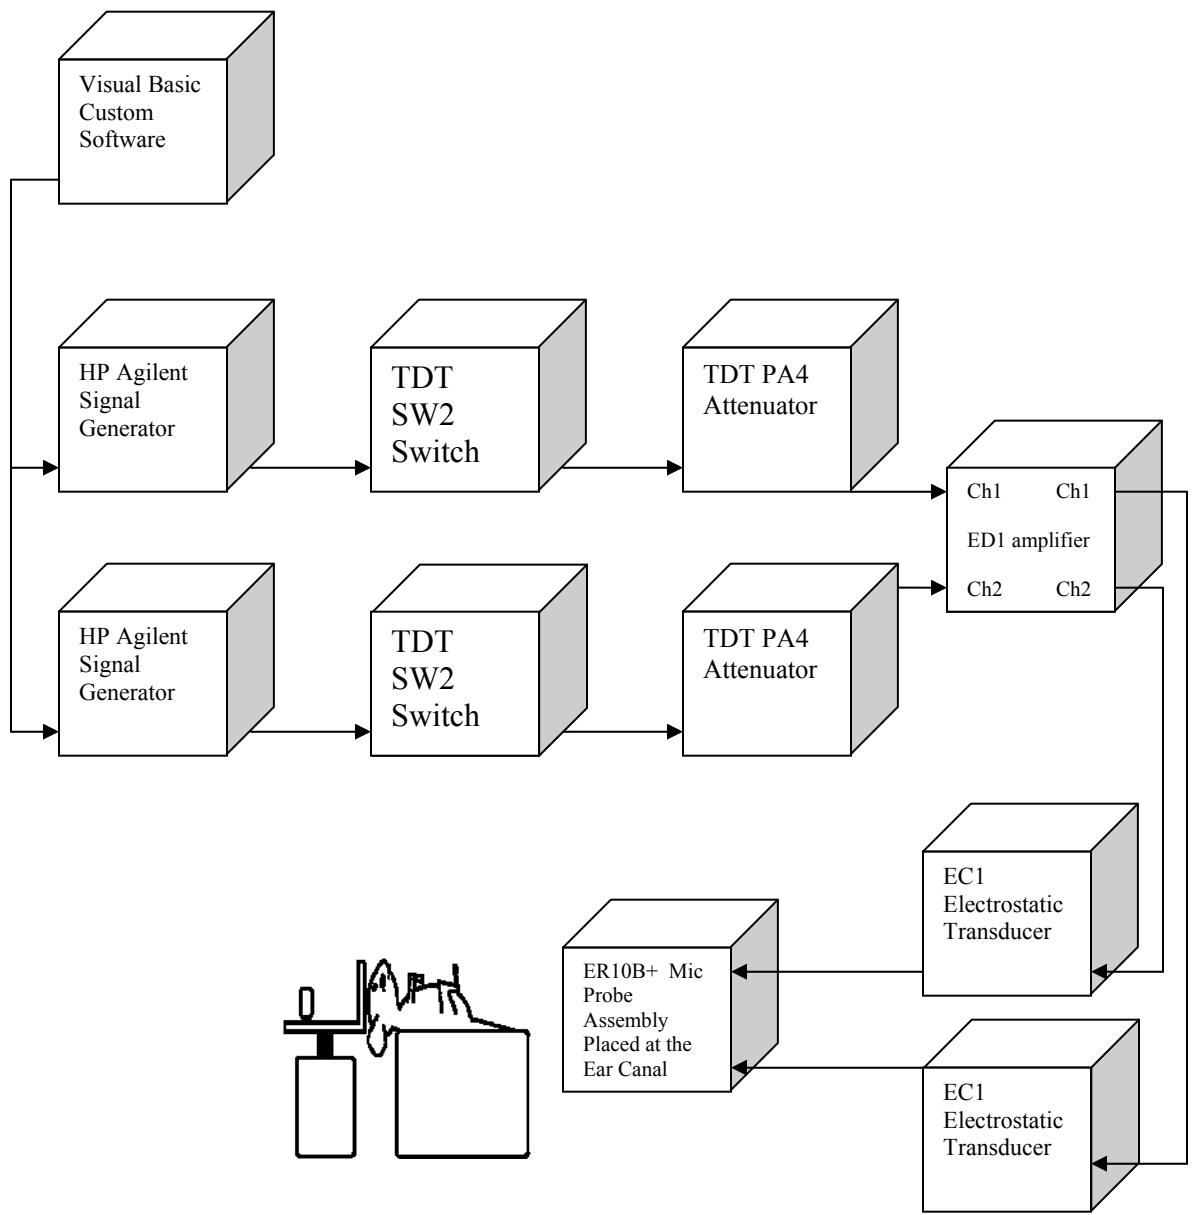 Visual Basic
Custom
Software
HP Agilent
Signal
Generator
TDT
SW2
Switch
TDT PA4
Attenuator
Ch1 Ch1
ED1 amplifier
Ch2 Ch2
HP Agilent
Signal
Generator
TDT
SW2
Switch
TDT PA4
Attenuator
EC1
Electrostatic
Transducer
ER10B+ Mic
Probe
Assembly
Placed at the
Ear Canal
EC1
Electrostatic
Transducer